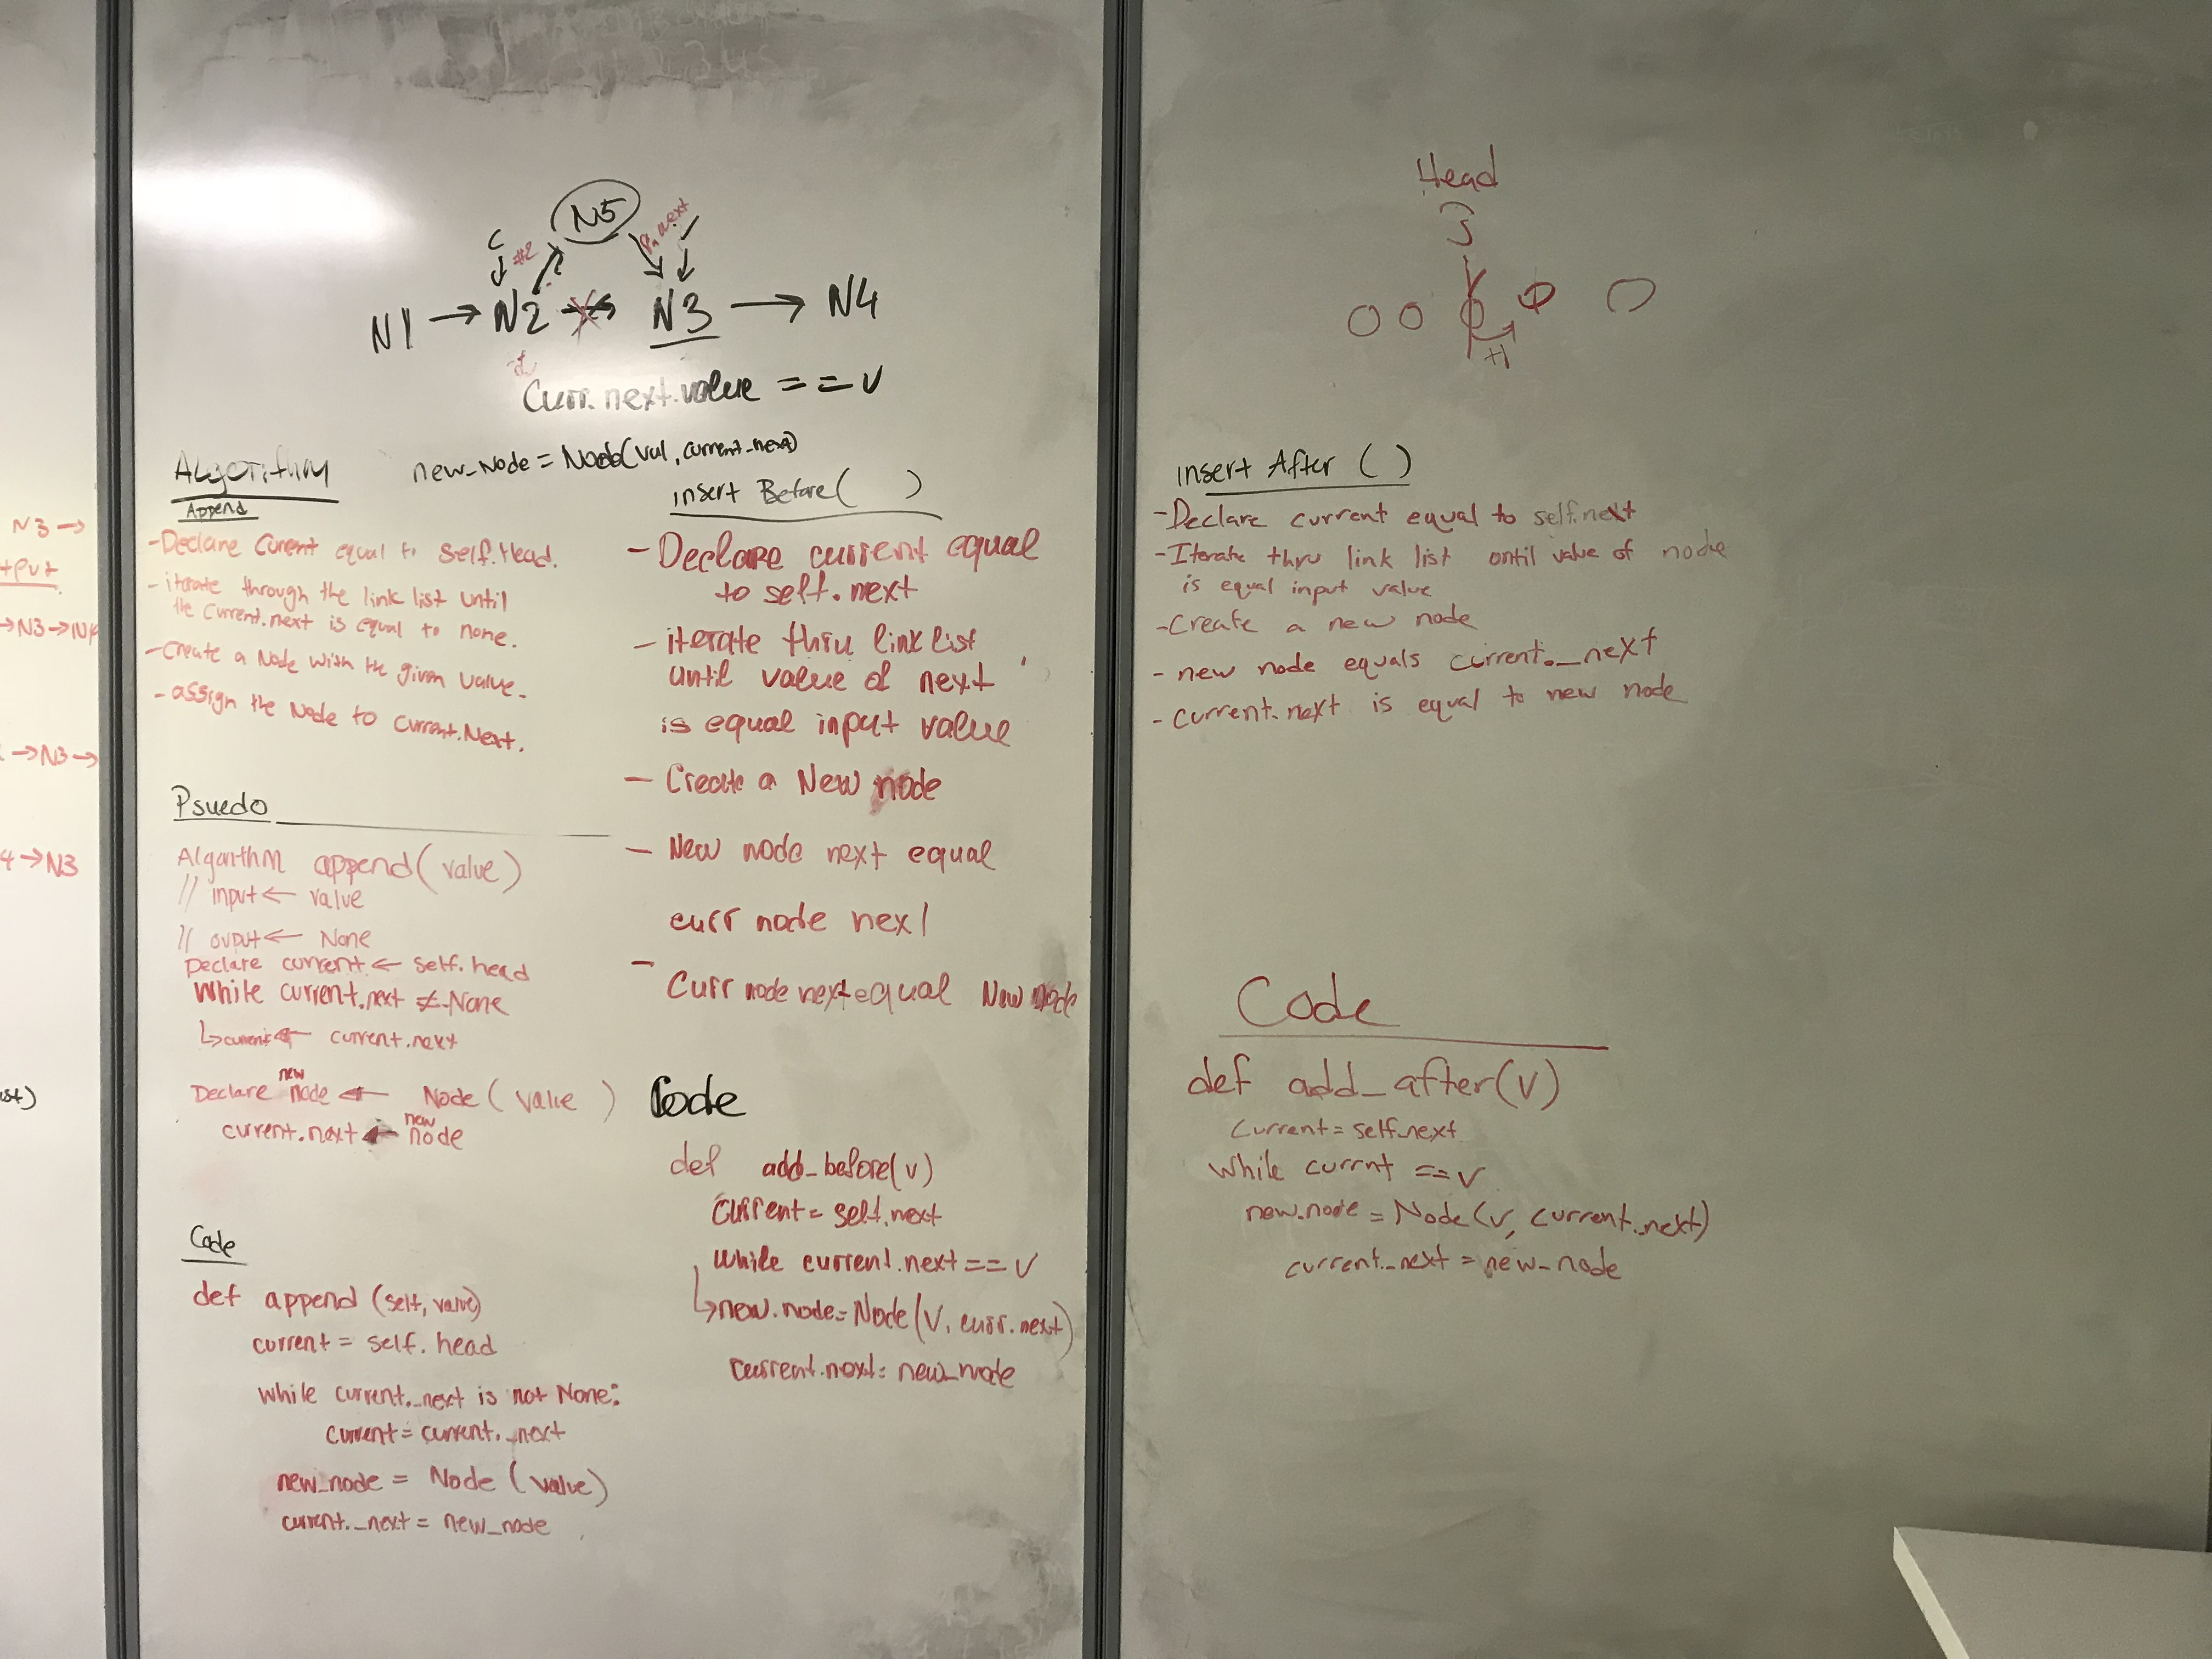 N3 →
tput
→N3→N4
→N3→
4→N3
st)
N5
C
#2
N1 → N2 N3 → N4
Curr.next.value == v
new_Node = Node(val, current_next)
Algorithm
Append
-Declare Current equal to self.Head.
- iterate through the link list until
the current.next is equal to none.
-Create a Node with the given value.
- assign the Node to Current.Next.
Psuedo
Algorithm append(value)
// input ← value
// ouput ← None
Declare current ← self.head
While current.next ≠ None
↳current ← current.next
new
Declare node ← Node ( value )
new
current.next ← node
Code
def append (self, value)
current = self.head
while current._next is not None:
current = current._next
new_node = Node (value)
current._next = new_node
insert Before( )
- Declare current equal
to self.next
- iterate thru link list
until value of next
is equal input value
- Create a New node
- New node next equal
curr node next
- Curr node next equal New node
Code
def add_before(v)
Current = self.next
While current.next == v
↳new.node = Node(v, curr.next)
current.next = new_node
Head
+1
insert After ( )
-Declare current equal to self.next
-Iterate thru link list until value of node
is equal input value
-Create a new node
- new node equals current._next
- current.next is equal to new node
Code
def add_after(v)
Current = self._next
While currnt == v
new.node = Node(v, current._next)
current._next = new_node